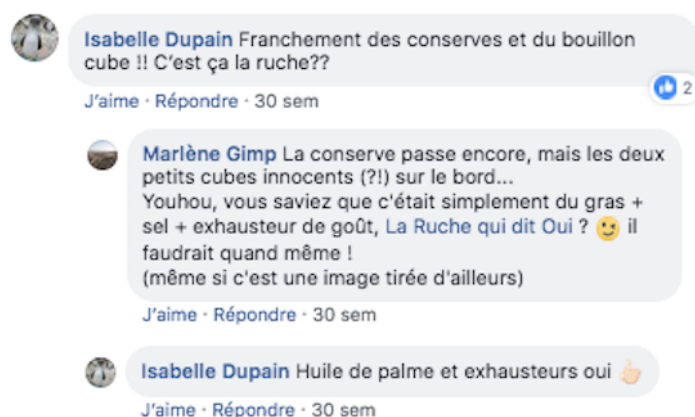 Isabelle Dupain Franchement des conserves et du bouillon
cube !! C'est ça la ruche??
2
J'aime · Répondre · 30 sem
Marlène Gimp La conserve passe encore, mais les deux
petits cubes innocents (?!) sur le bord...
Youhou, vous saviez que c'était simplement du gras +
sel + exhausteur de goût, La Ruche qui dit Oui ? 😉 il
faudrait quand même !
(même si c'est une image tirée d'ailleurs)
J'aime · Répondre · 30 sem
Isabelle Dupain Huile de palme et exhausteurs oui 👆🏻
J'aime · Répondre · 30 sem